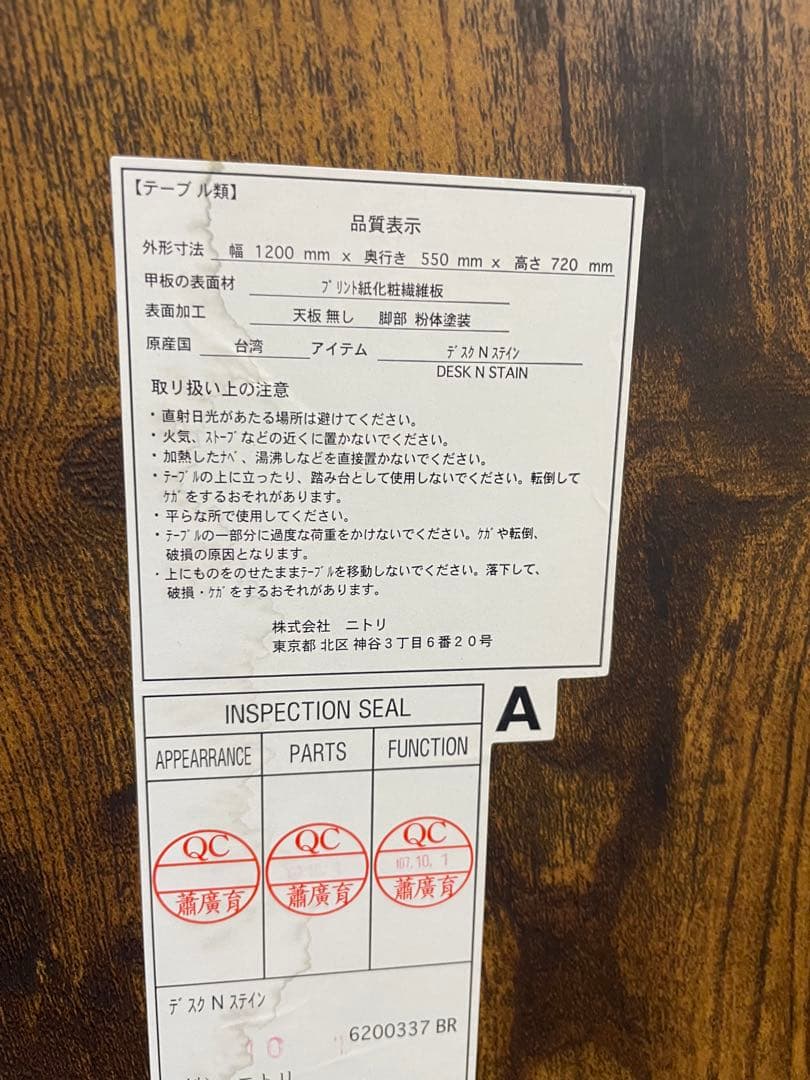 【テーブル類】
品質表示
外形寸法 幅 1200 mm x 奥行き 550 mm x 高さ 720 mm
甲板の表面材 ﾌﾟﾘﾝﾄ紙化粧繊維板
表面加工 天板 無し 脚部 粉体塗装
原産国 台湾 アイテム ﾃﾞｽｸ N ｽﾃｲﾝ
DESK N STAIN
取り扱い上の注意
・直射日光があたる場所は避けてください。
・火気、ｽﾄｰﾌﾞなどの近くに置かないでください。
・加熱したﾅﾍﾞ、湯沸しなどを直接置かないでください。
・ﾃｰﾌﾞﾙの上に立ったり、踏み台として使用しないでください。転倒して
ｹｶﾞをするおそれがあります。
・平らな所で使用してください。
・ﾃｰﾌﾞﾙの一部分に過度な荷重をかけないでください。ｹｶﾞや転倒、
破損の原因となります。
・上にものをのせたままﾃｰﾌﾞﾙを移動しないでください。落下して、
破損・ｹｶﾞをするおそれがあります。
株式会社 ニトリ
東京都 北区 神谷３丁目６番２０号
A
INSPECTION SEAL
APPEARRANCE PARTS FUNCTION
QC QC QC
107.10. 1
蕭廣育 蕭廣育 蕭廣育
ﾃﾞｽｸ N ｽﾃｲﾝ
6200337 BR
10 1